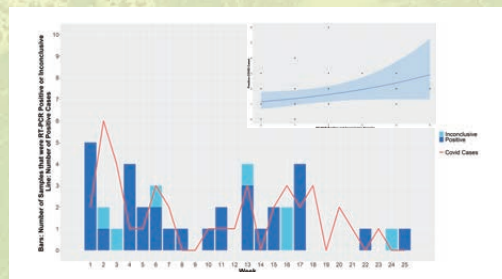 Bars: Number of Samples that were RT-PCR Positive or Inconclusive
Line: Number of Positive Cases
10
9
8
7
6
5
4
3
2
1
0
1 2 3 4 5 6 7 8 9 10 11 12 13 14 15 16 17 18 19 20 21 22 23 24 25
Week
Inconclusive
Positive
Covid Cases